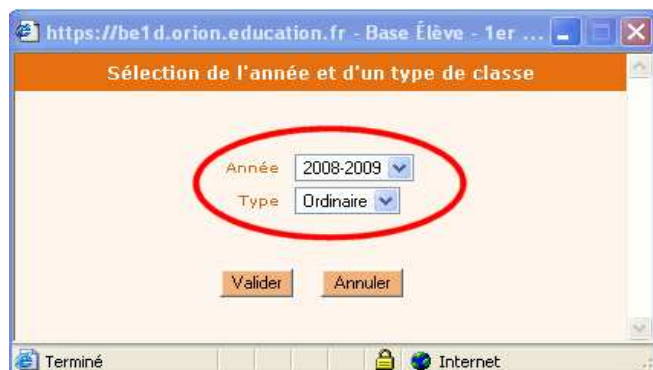 https://be1d.orion.education.fr - Base Élève - 1er ...
Sélection de l'année et d'un type de classe
Année 2008-2009
Type Ordinaire
Valider Annuler
Terminé Internet